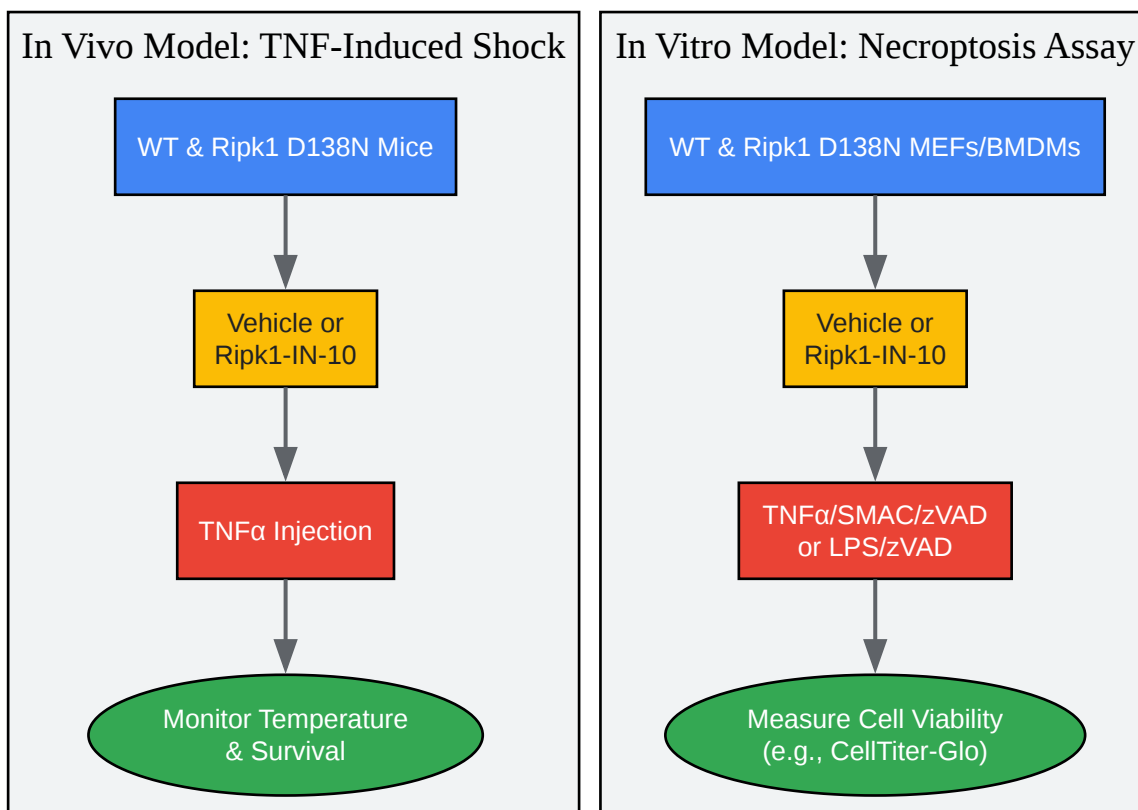 In Vivo Model: TNF-Induced Shock
WT & Ripk1 D138N Mice
Vehicle or
Ripk1-IN-10
TNFα Injection
Monitor Temperature
& Survival
In Vitro Model: Necroptosis Assay
WT & Ripk1 D138N MEFs/BMDMs
Vehicle or
Ripk1-IN-10
TNFα/SMAC/zVAD
or LPS/zVAD
Measure Cell Viability
(e.g., CellTiter-Glo)